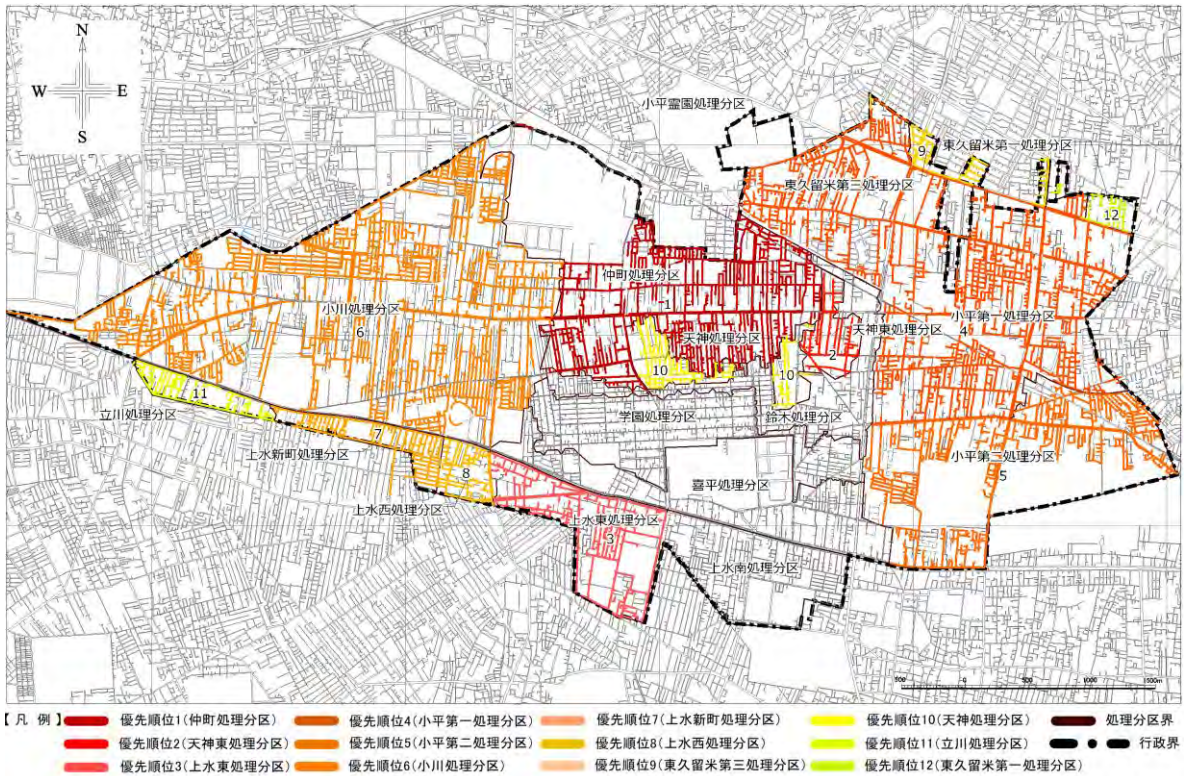 N
W E
S
小平霊園処理分区
9
東久留米第一処理分区
東久留米第三処理分区
12
仲町処理分区
1
小川処理分区
6
天神処理分区
天神東処理分区
小平第一処理分区
4
2
10
10
11
立川処理分区
学園処理分区
鈴木処理分区
7
上水新町処理分区
小平第二処理分区
5
8
喜平処理分区
上水西処理分区
上水東処理分区
3
上水南処理分区
500 0 500 1000 1500m
【凡 例】
優先順位1(仲町処理分区)
優先順位4(小平第一処理分区)
優先順位7(上水新町処理分区)
優先順位10(天神処理分区)
処理分区界
優先順位2(天神東処理分区)
優先順位5(小平第二処理分区)
優先順位8(上水西処理分区)
優先順位11(立川処理分区)
行政界
優先順位3(上水東処理分区)
優先順位6(小川処理分区)
優先順位9(東久留米第三処理分区)
優先順位12(東久留米第一処理分区)